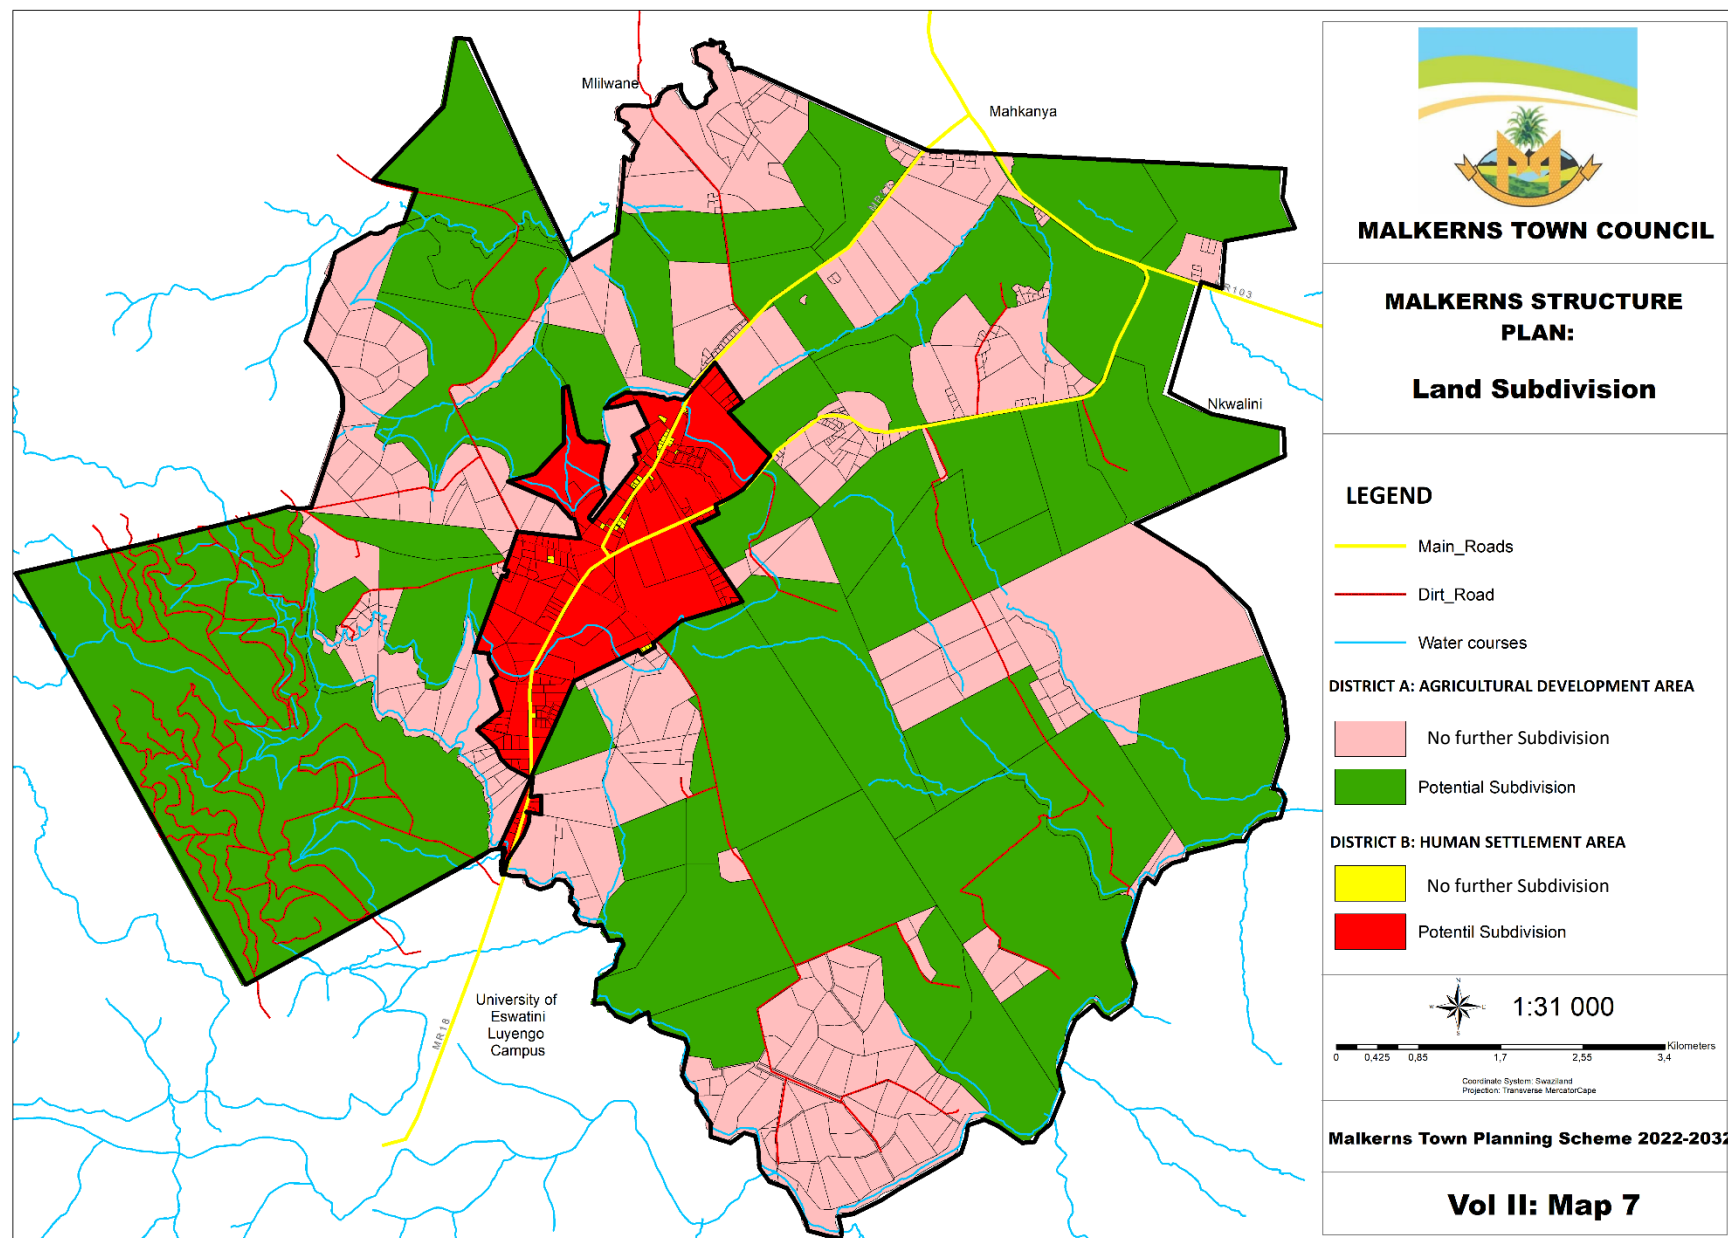 Mlilwane
Mahkanya
Nkwalini
University of
Eswatini
Luyengo
Campus
MR18
MALKERNS TOWN COUNCIL
MALKERNS STRUCTURE
PLAN:
Land Subdivision
LEGEND
Main_Roads
Dirt_Road
Water courses
DISTRICT A: AGRICULTURAL DEVELOPMENT AREA
No further Subdivision
Potential Subdivision
DISTRICT B: HUMAN SETTLEMENT AREA
No further Subdivision
Potentil Subdivision
1:31 000
Kilometers
0 0,425 0,85 1,7 2,55 3,4
Coordinate System: Swaziland
Projection: Transverse MercatorCape
Malkerns Town Planning Scheme 2022-2032
Vol II: Map 7